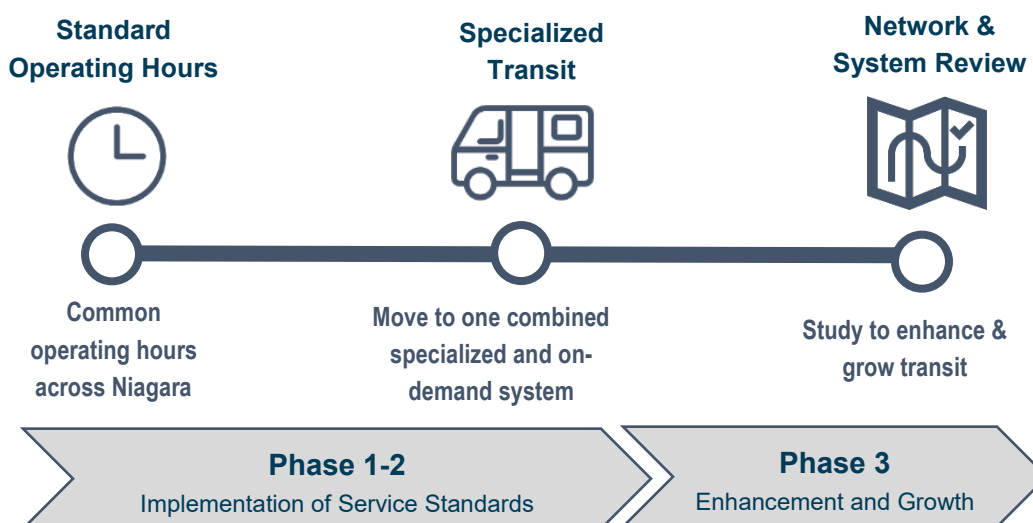 Standard
Operating Hours
Specialized
Transit
Network &
System Review
Common
operating hours
across Niagara
Move to one combined
specialized and on-
demand system
Study to enhance &
grow transit
Phase 1-2
Implementation of Service Standards
Phase 3
Enhancement and Growth